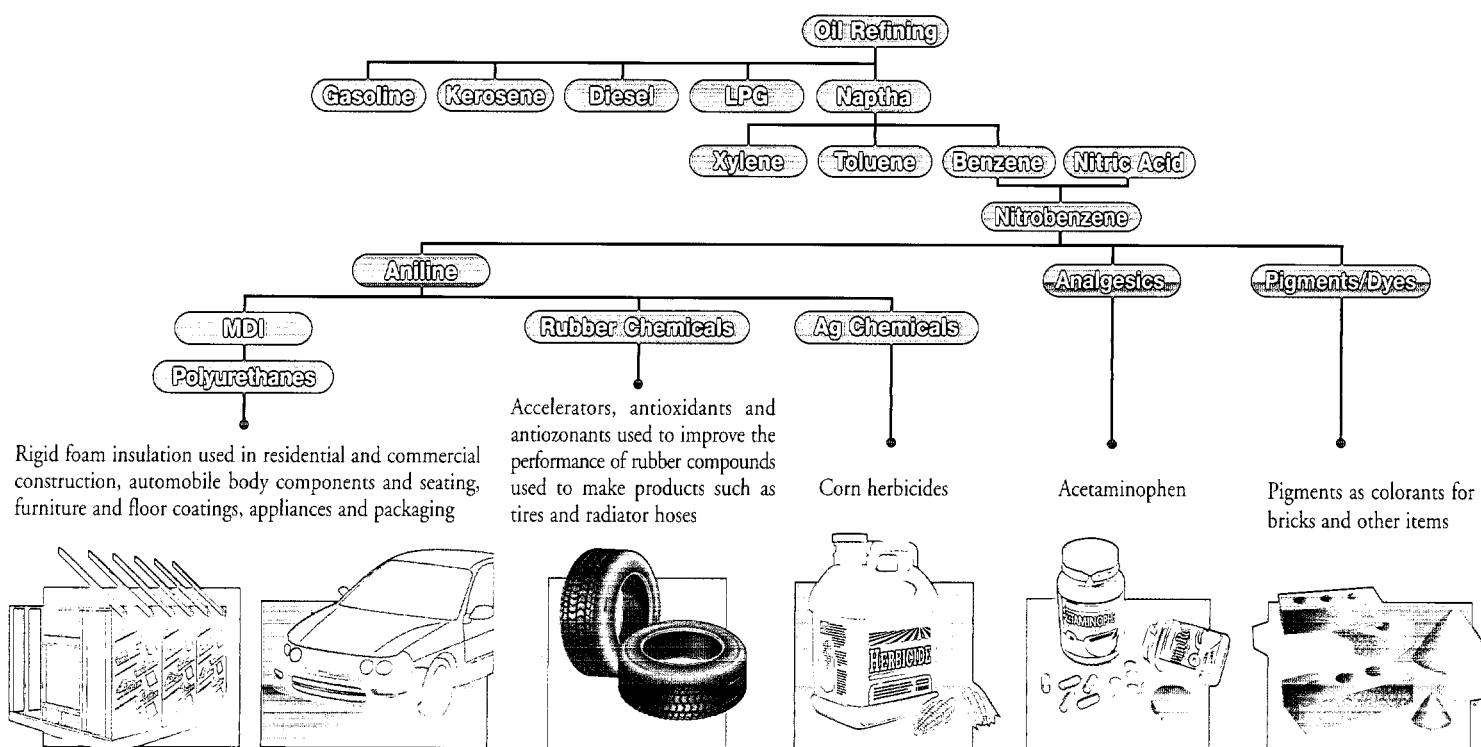 Oil Refining
Gasoline
Kerosene
Diesel
LPG
Naptha
Xylene
Toluene
Benzene
Nitric Acid
Nitrobenzene
Aniline
Analgesics
Pigments/Dyes
MDI
Rubber Chemicals
Ag Chemicals
Polyurethanes
Rigid foam insulation used in residential and commercial
construction, automobile body components and seating,
furniture and floor coatings, appliances and packaging
Accelerators, antioxidants and
antiozonants used to improve the
performance of rubber compounds
used to make products such as
tires and radiator hoses
Corn herbicides
Acetaminophen
Pigments as colorants for
bricks and other items
HERBICIDE